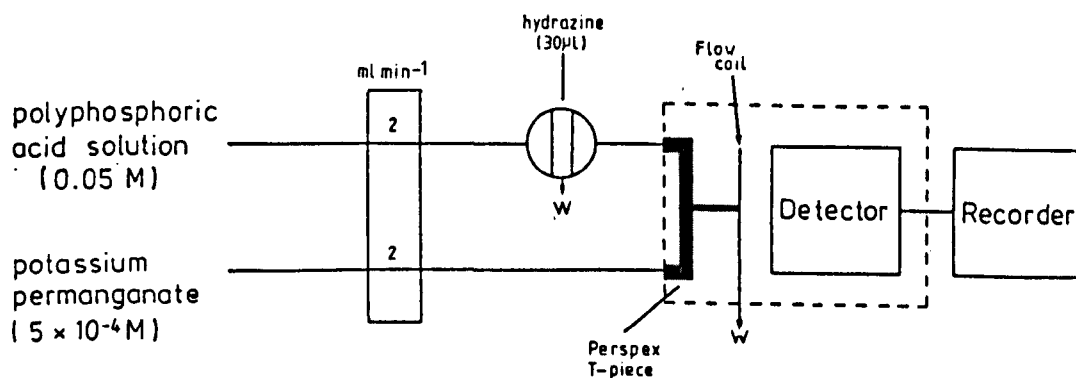 hydrazine
(30µl)
Flow
coil
ml min-1
polyphosphoric
acid solution
(0.05 M)
2
W
Detector
Recorder
2
potassium
permanganate
(5 × 10-4 M)
Perspex
T-piece
W